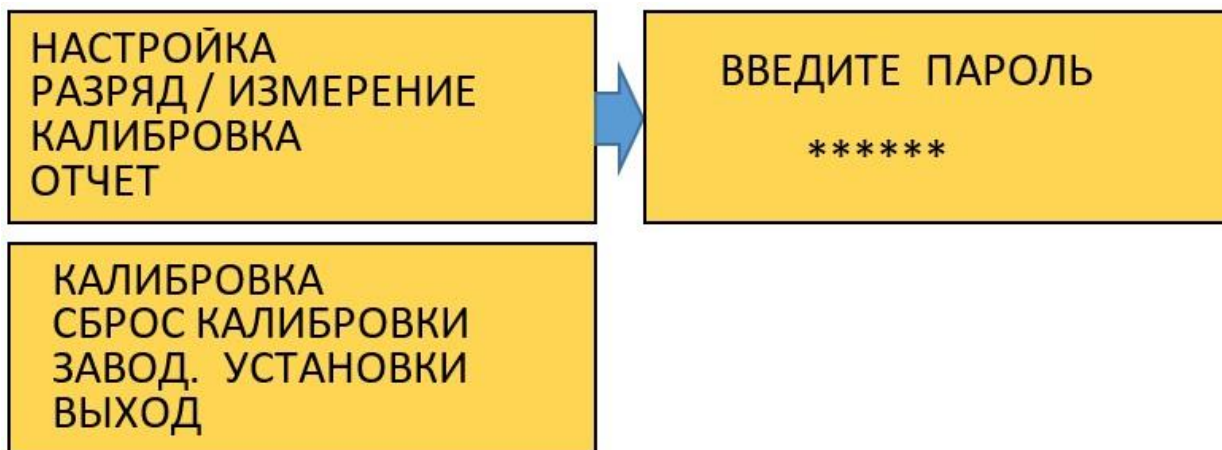 НАСТРОЙКА
РАЗРЯД / ИЗМЕРЕНИЕ
КАЛИБРОВКА
ОТЧЕТ
ВВЕДИТЕ ПАРОЛЬ
******
КАЛИБРОВКА
СБРОС КАЛИБРОВКИ
ЗАВОД. УСТАНОВКИ
ВЫХОД